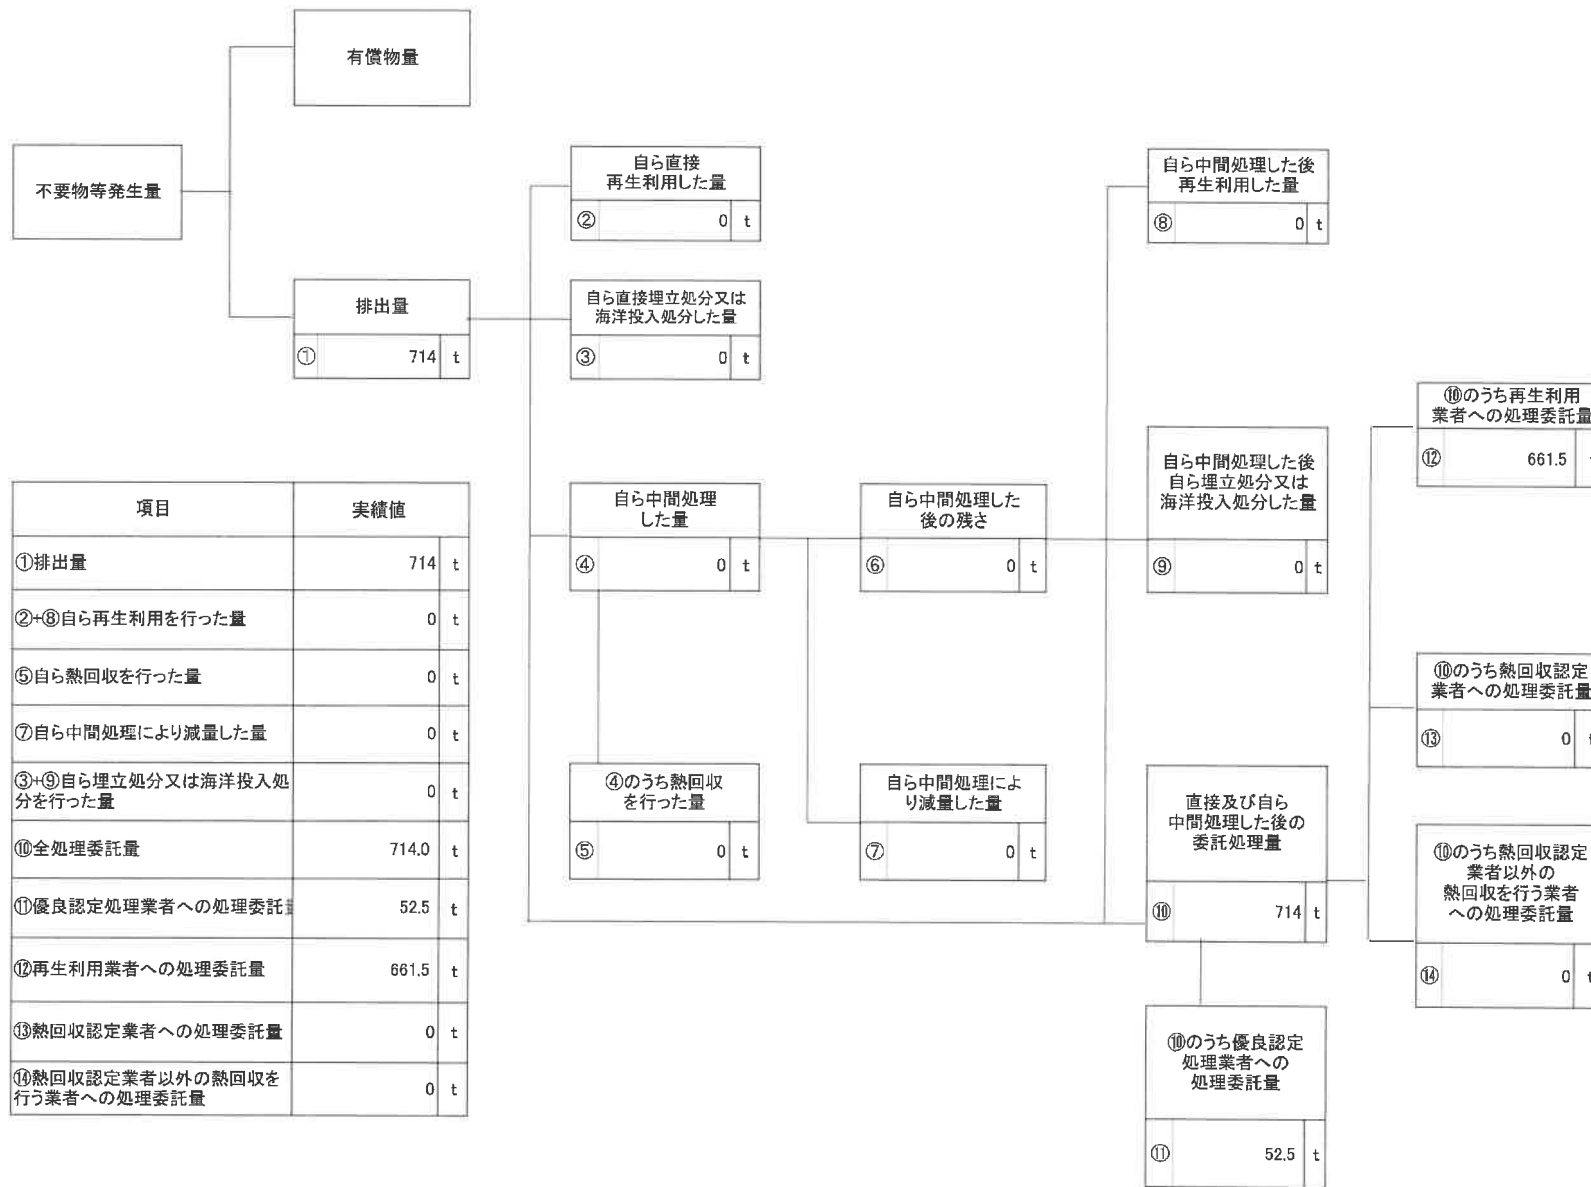 有償物量
不要物等発生量
排出量
① 714 t
自ら直接
再生利用した量
② 0 t
自ら直接埋立処分又は
海洋投入処分した量
③ 0 t
自ら中間処理
した量
④ 0 t
④のうち熱回収
を行った量
⑤ 0 t
自ら中間処理した
後の残さ
⑥ 0 t
自ら中間処理によ
り減量した量
⑦ 0 t
自ら中間処理した後
再生利用した量
⑧ 0 t
自ら中間処理した後
自ら埋立処分又は
海洋投入処分した量
⑨ 0 t
直接及び自ら
中間処理した後の
委託処理量
⑩ 714 t
⑩のうち優良認定
処理業者への
処理委託量
⑪ 52.5 t
⑩のうち再生利用
業者への処理委託量
⑫ 661.5
⑩のうち熱回収認定
業者への処理委託量
⑬ 0 t
⑩のうち熱回収認定
業者以外の
熱回収を行う業者
への処理委託量
⑭ 0 t
項目 実績値
①排出量 714 t
②+⑧自ら再生利用を行った量 0 t
⑤自ら熱回収を行った量 0 t
⑦自ら中間処理により減量した量 0 t
③+⑨自ら埋立処分又は海洋投入処
分を行った量 0 t
⑩全処理委託量 714.0 t
⑪優良認定処理業者への処理委託 52.5 t
⑫再生利用業者への処理委託量 661.5 t
⑬熱回収認定業者への処理委託量 0 t
⑭熱回収認定業者以外の熱回収を
行う業者への処理委託量 0 t